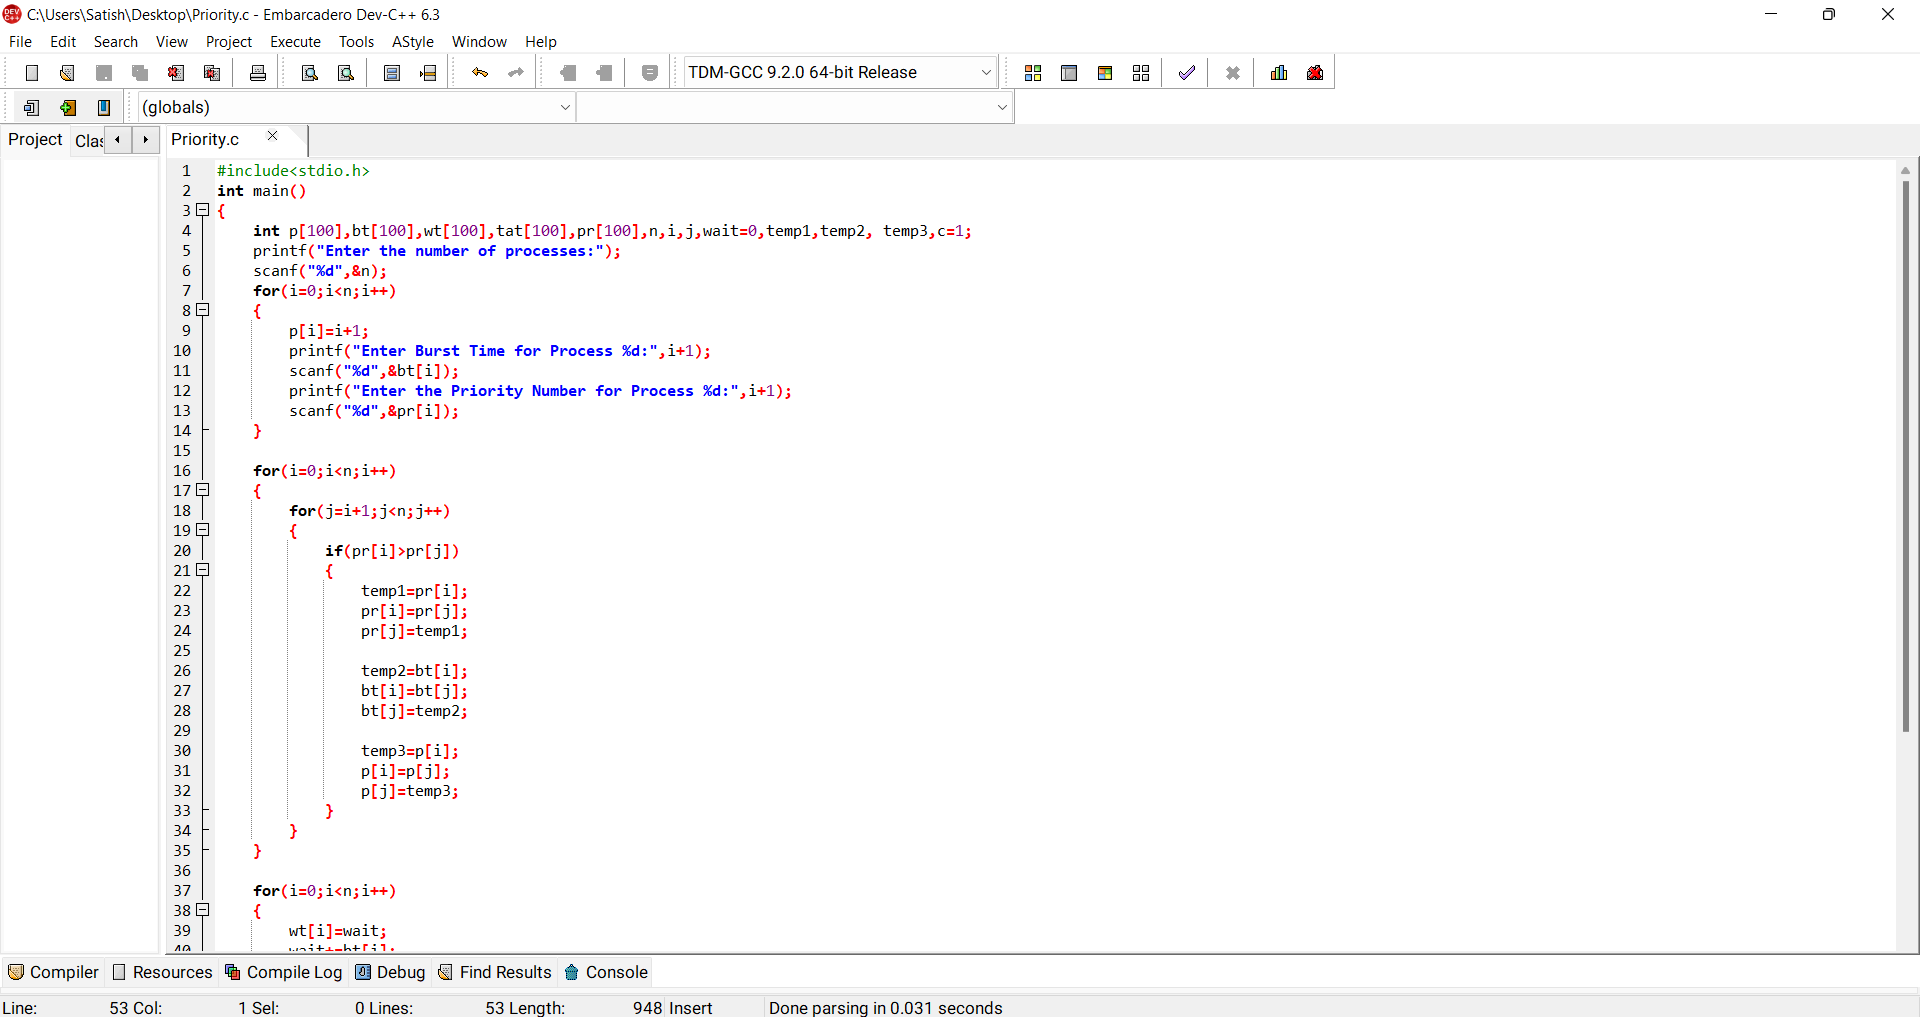 C:\Users\Satish\Desktop\Priority.c - Embarcadero Dev-C++ 6.3
File Edit Search View Project Execute Tools AStyle Window Help
TDM-GCC 9.2.0 64-bit Release
(globals)
Project Clas Priority.c
1 #include<stdio.h>
2 int main()
3 {
4 int p[100],bt[100],wt[100],tat[100],pr[100],n,i,j,wait=0,temp1,temp2, temp3,c=1;
5 printf("Enter the number of processes:");
6 scanf("%d",&n);
7 for(i=0;i<n;i++)
8 {
9 p[i]=i+1;
10 printf("Enter Burst Time for Process %d:",i+1);
11 scanf("%d",&bt[i]);
12 printf("Enter the Priority Number for Process %d:",i+1);
13 scanf("%d",&pr[i]);
14 }
15
16 for(i=0;i<n;i++)
17 {
18 for(j=i+1;j<n;j++)
19 {
20 if(pr[i]>pr[j])
21 {
22 temp1=pr[i];
23 pr[i]=pr[j];
24 pr[j]=temp1;
25
26 temp2=bt[i];
27 bt[i]=bt[j];
28 bt[j]=temp2;
29
30 temp3=p[i];
31 p[i]=p[j];
32 p[j]=temp3;
33 }
34 }
35 }
36
37 for(i=0;i<n;i++)
38 {
39 wt[i]=wait;
40 wait+=bt[i];
Compiler Resources Compile Log Debug Find Results Console
Line: 53 Col: 1 Sel: 0 Lines: 53 Length: 948 Insert Done parsing in 0.031 seconds